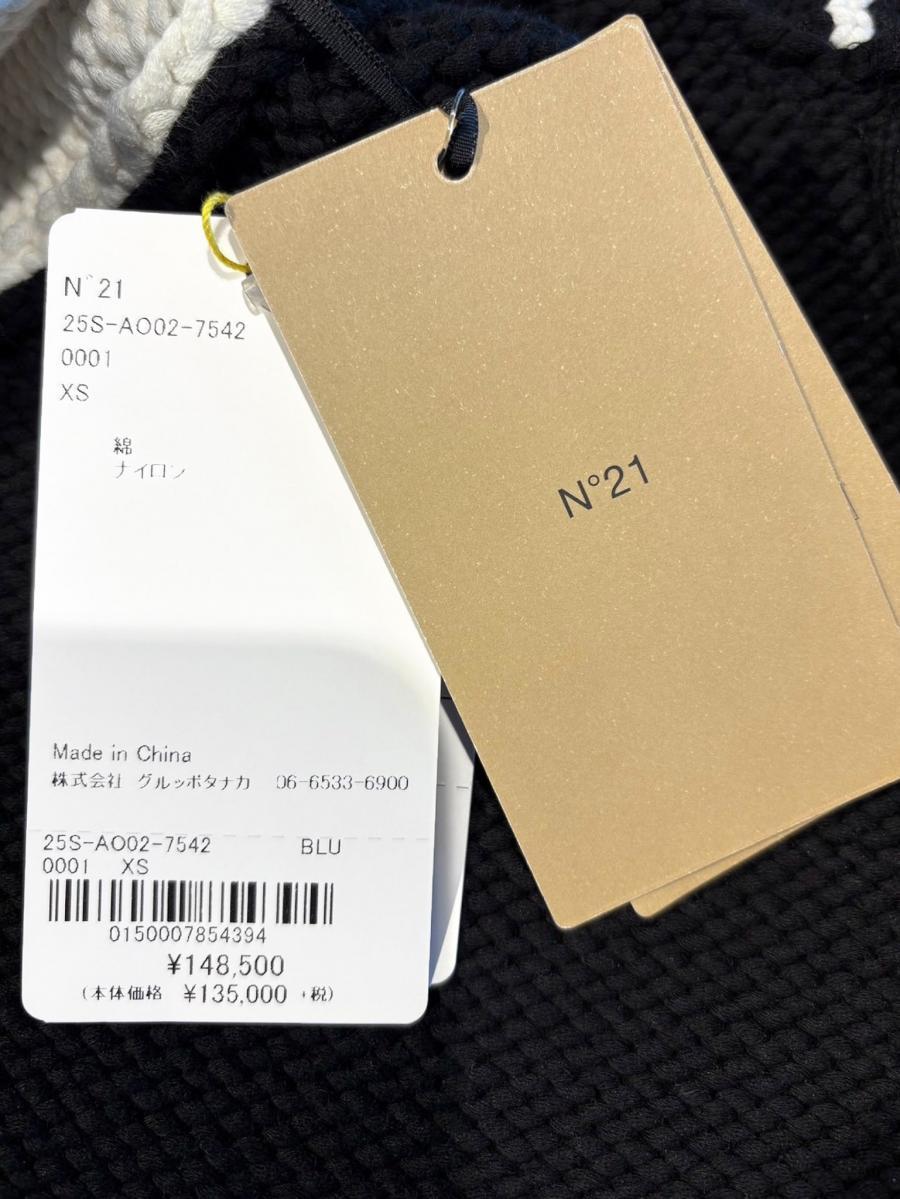 N°21
25S-AO02-7542
0001
XS
綿
ナイロン
Made in China
株式会社 グルッポタナカ 06-6533-6900
25S-AO02-7542 BLU
0001 XS
0150007854394
¥148,500
(本体価格 ¥135,000 +税)
N°21